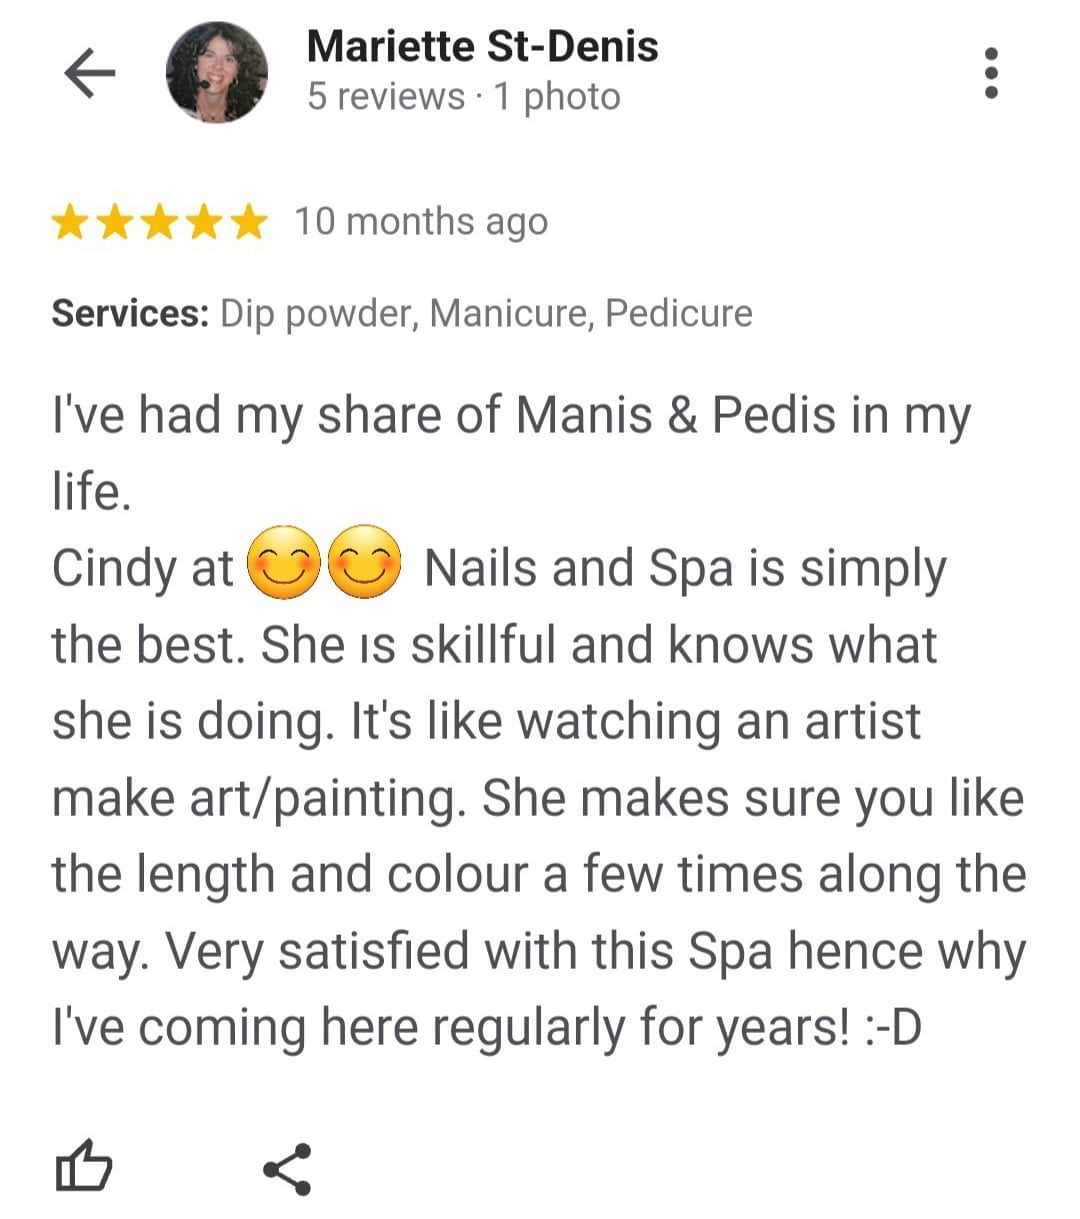 Mariette St-Denis
5 reviews · 1 photo
★★★★★ 10 months ago
Services: Dip powder, Manicure, Pedicure
I've had my share of Manis & Pedis in my
life.
Cindy at 😊😊 Nails and Spa is simply
the best. She is skillful and knows what
she is doing. It's like watching an artist
make art/painting. She makes sure you like
the length and colour a few times along the
way. Very satisfied with this Spa hence why
I've coming here regularly for years! :-D